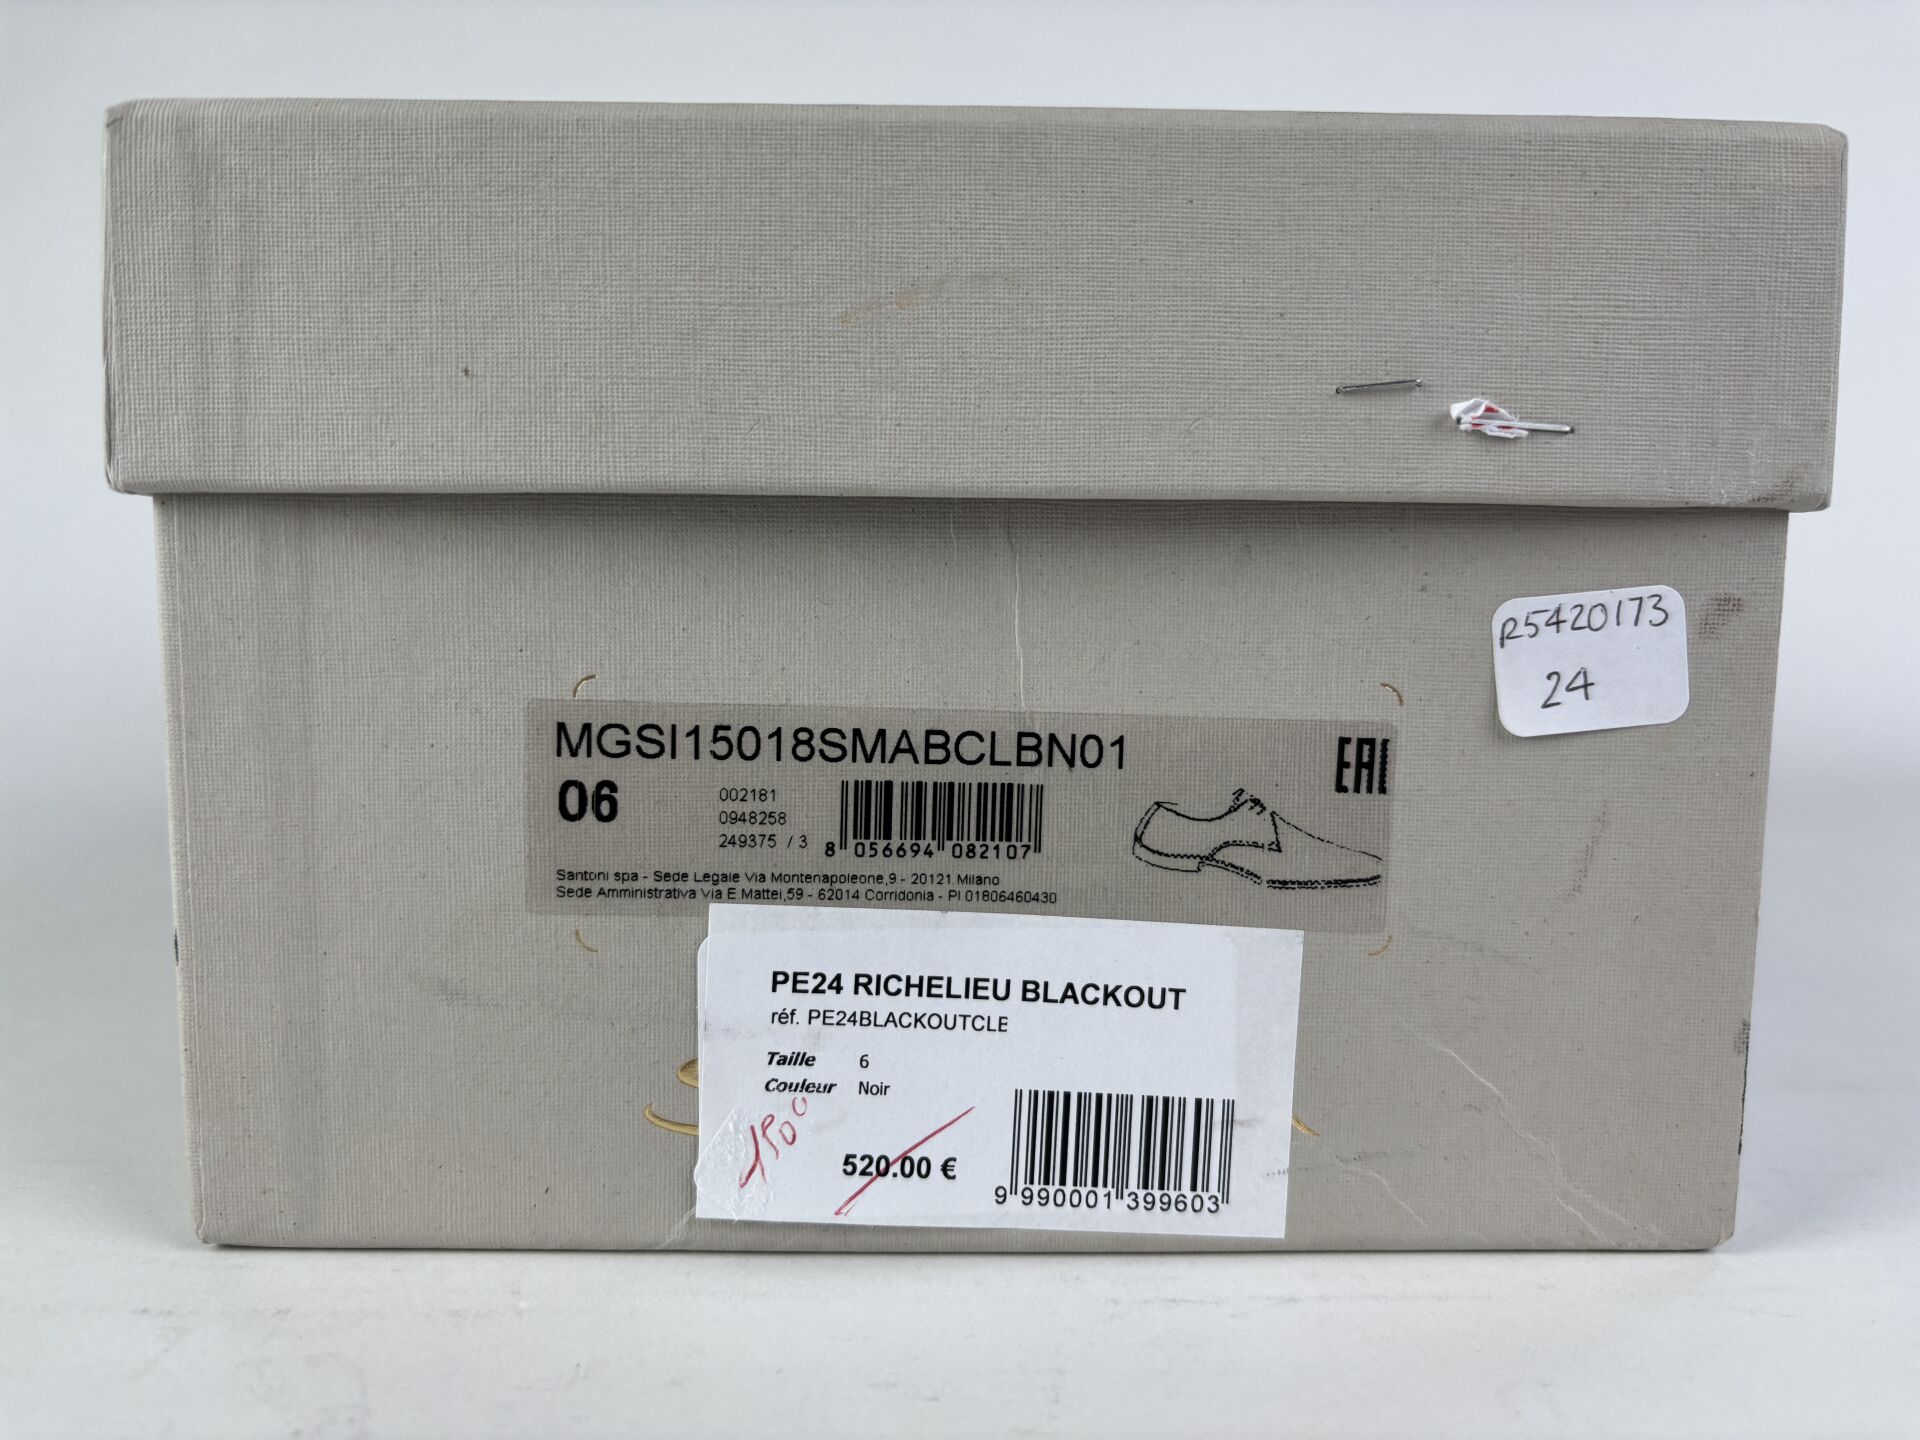 R5420173
24
MGSI15018SMABCLBN01
EAC
06
002181
0948258
249375 / 3
8 056694 082107
Santoni spa - Sede Legale Via Montenapoleone,9 - 20121 Milano
Sede Amministrativa Via E Mattei,59 - 62014 Corridonia - PI 01806460430
PE24 RICHELIEU BLACKOUT
réf. PE24BLACKOUTCLE
Taille 6
Couleur Noir
520.00 €
9 990001 399603